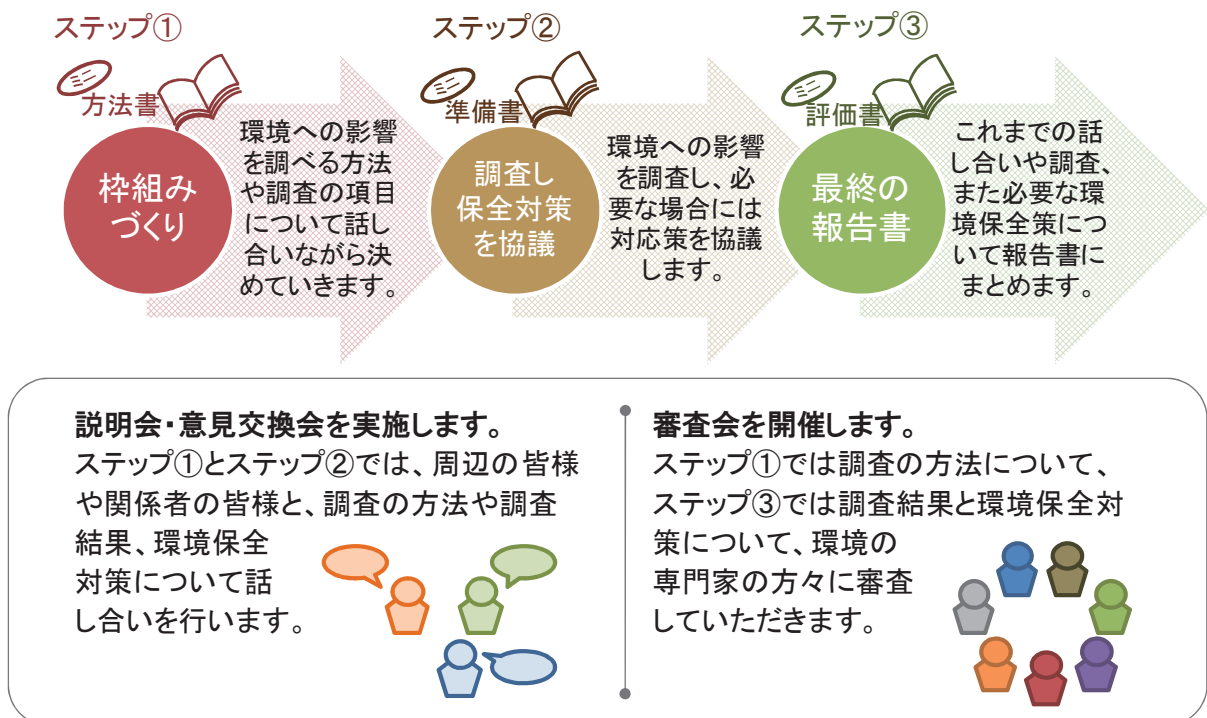 ステップ①
方法書
枠組み
づくり
環境への影響
を調べる方法
や調査の項目
について話し
合いながら決
めていきます。
ステップ②
準備書
調査し
保全対策
を協議
環境への影響
を調査し、必
要な場合には
対応策を協議
します。
ステップ③
評価書
最終の
報告書
これまでの話
し合いや調査、
また必要な環
境保全策につ
いて報告書に
まとめます。
説明会・意見交換会を実施します。
ステップ①とステップ②では、周辺の皆様
や関係者の皆様と、調査の方法や調査
結果、環境保全
対策について話
し合いを行います。
審査会を開催します。
ステップ①では調査の方法について、
ステップ③では調査結果と環境保全対
策について、環境の
専門家の方々に審査
していただきます。